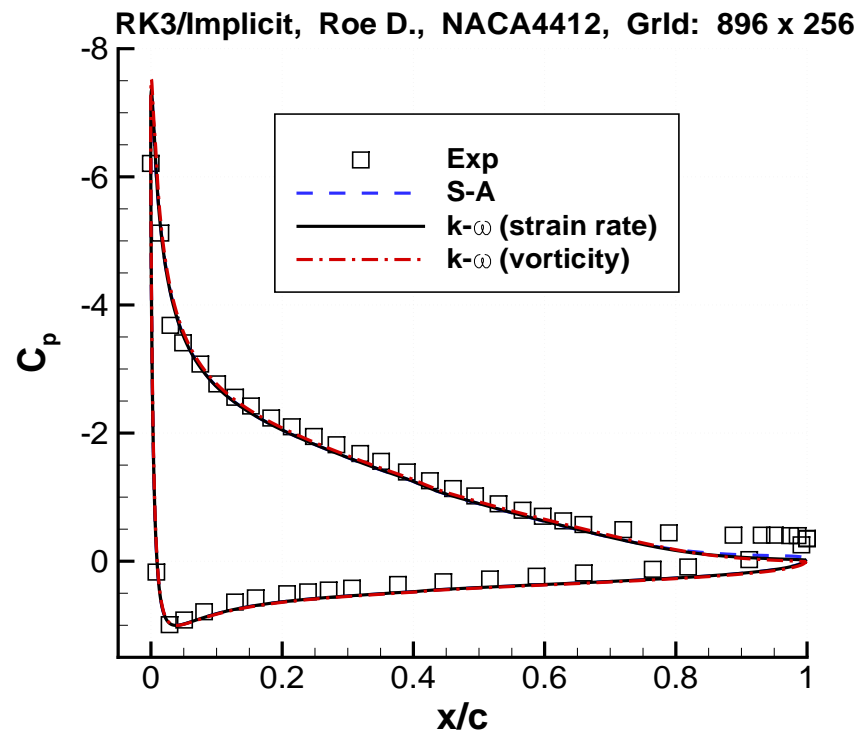 RK3/Implicit, Roe D., NACA4412, GrId: 896 x 256
-8
-6
-4
-2
0
Cp
Exp
S-A
k-ω (strain rate)
k-ω (vorticity)
0 0.2 0.4 0.6 0.8 1
x/c